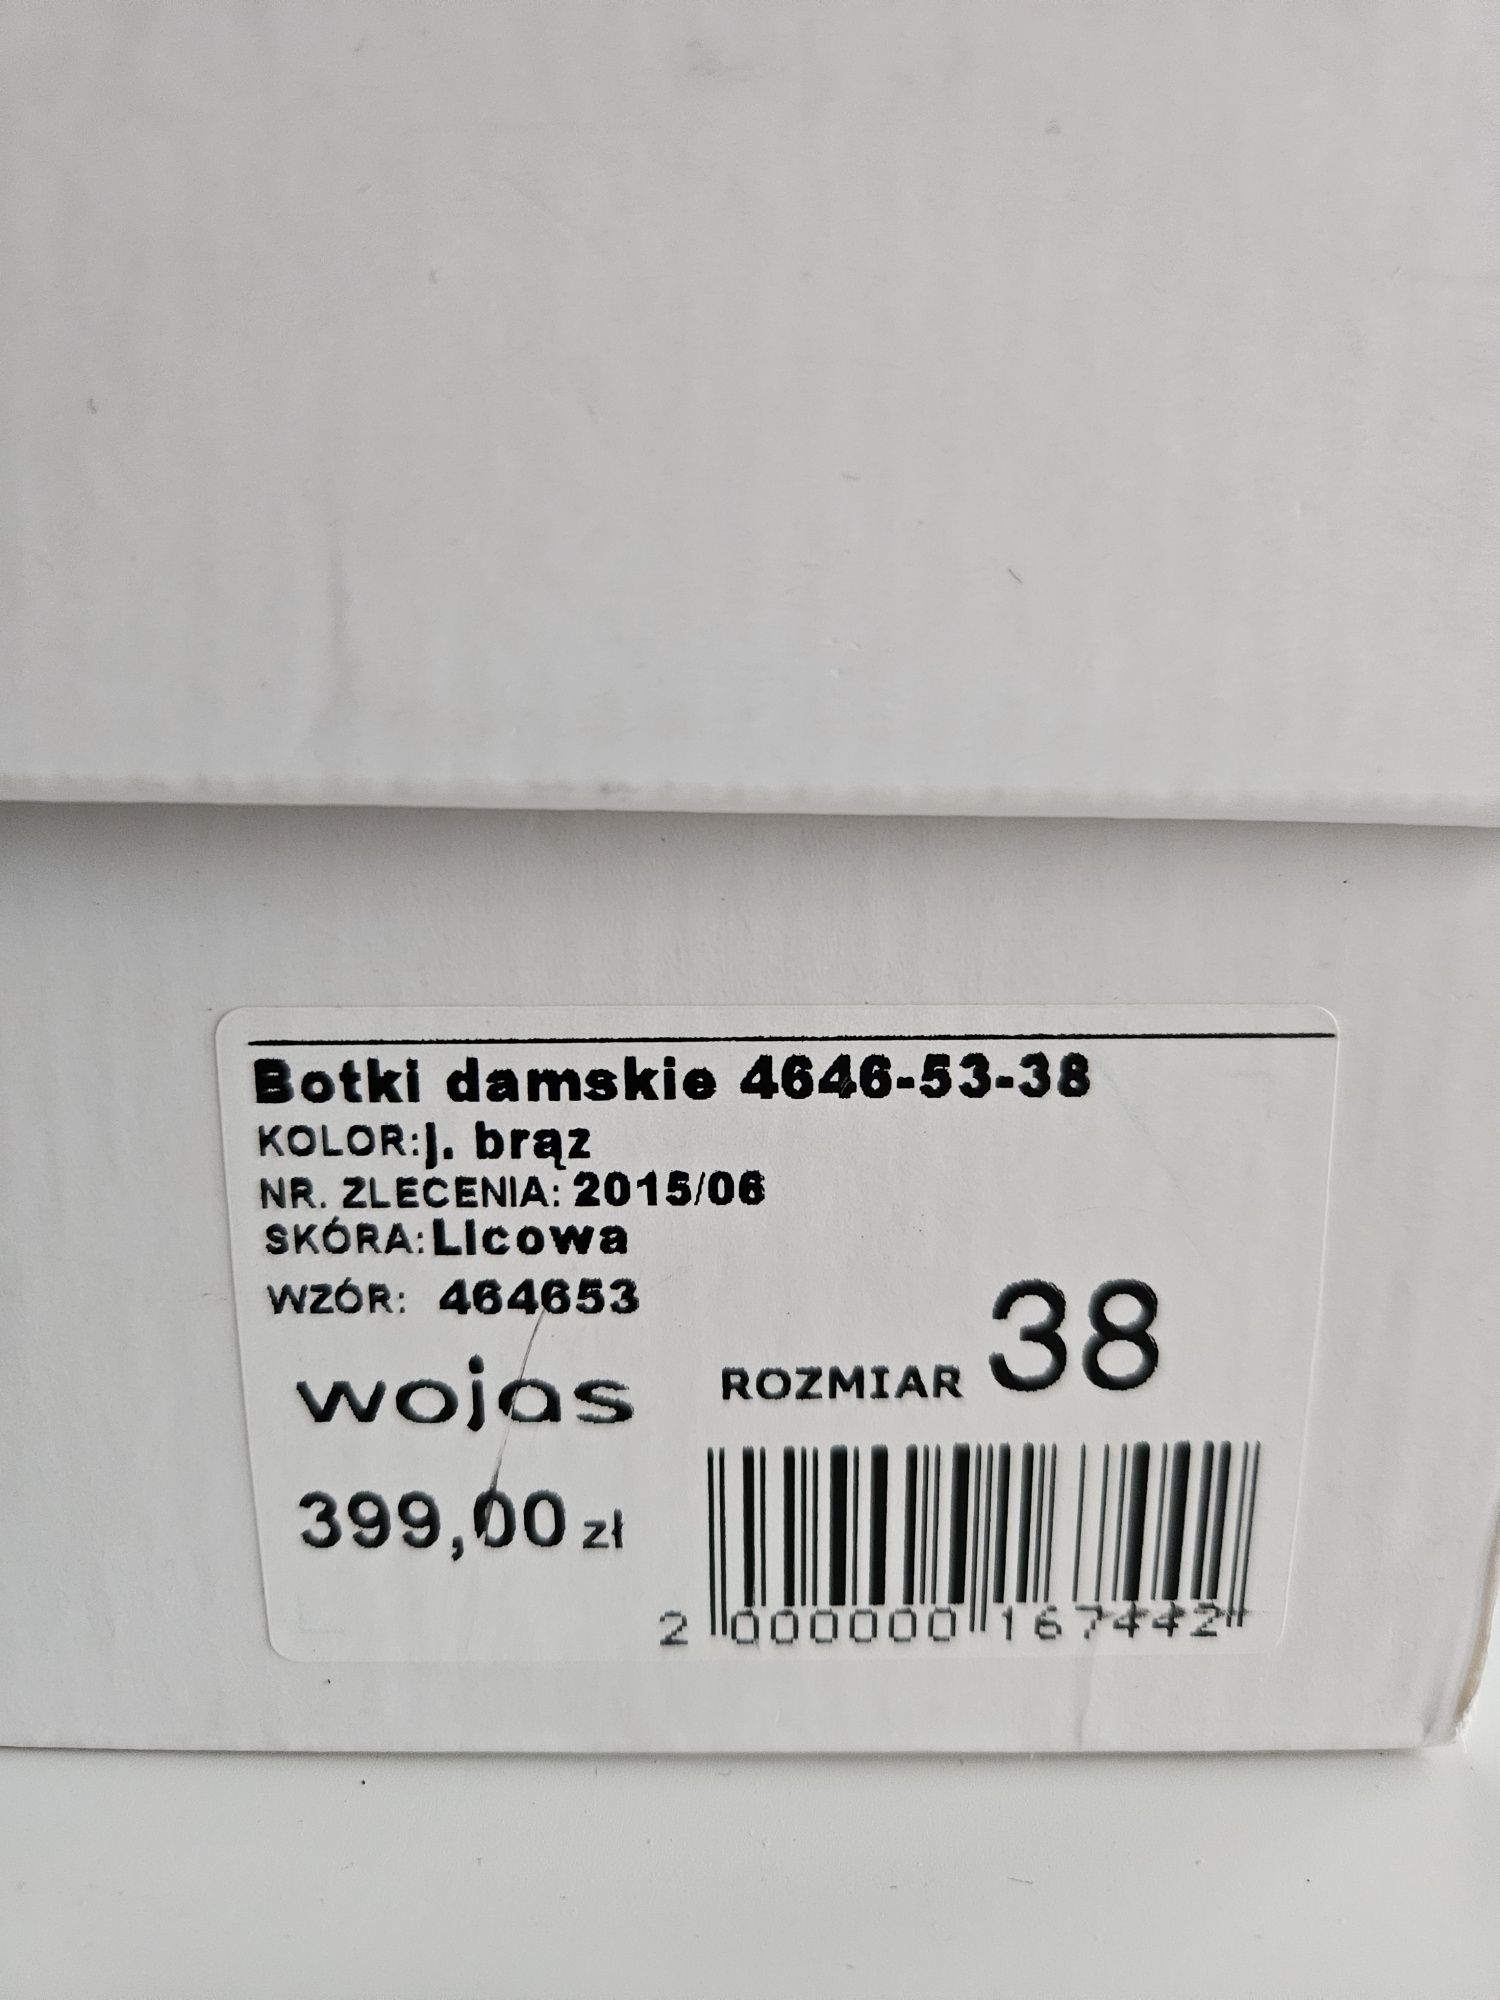 Botki damskie 4646-53-38
KOLOR:j. brąz
NR. ZLECENIA: 2015/06
SKÓRA:Licowa
WZÓR: 464653
wojas
ROZMIAR 38
399,00 zł
2 000000 167442